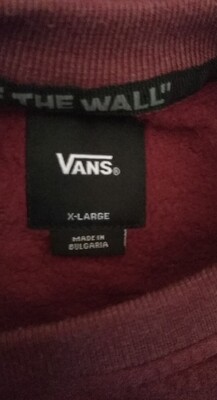 THE WALL"
VANS®
X-LARGE
MADE IN
BULGARIA